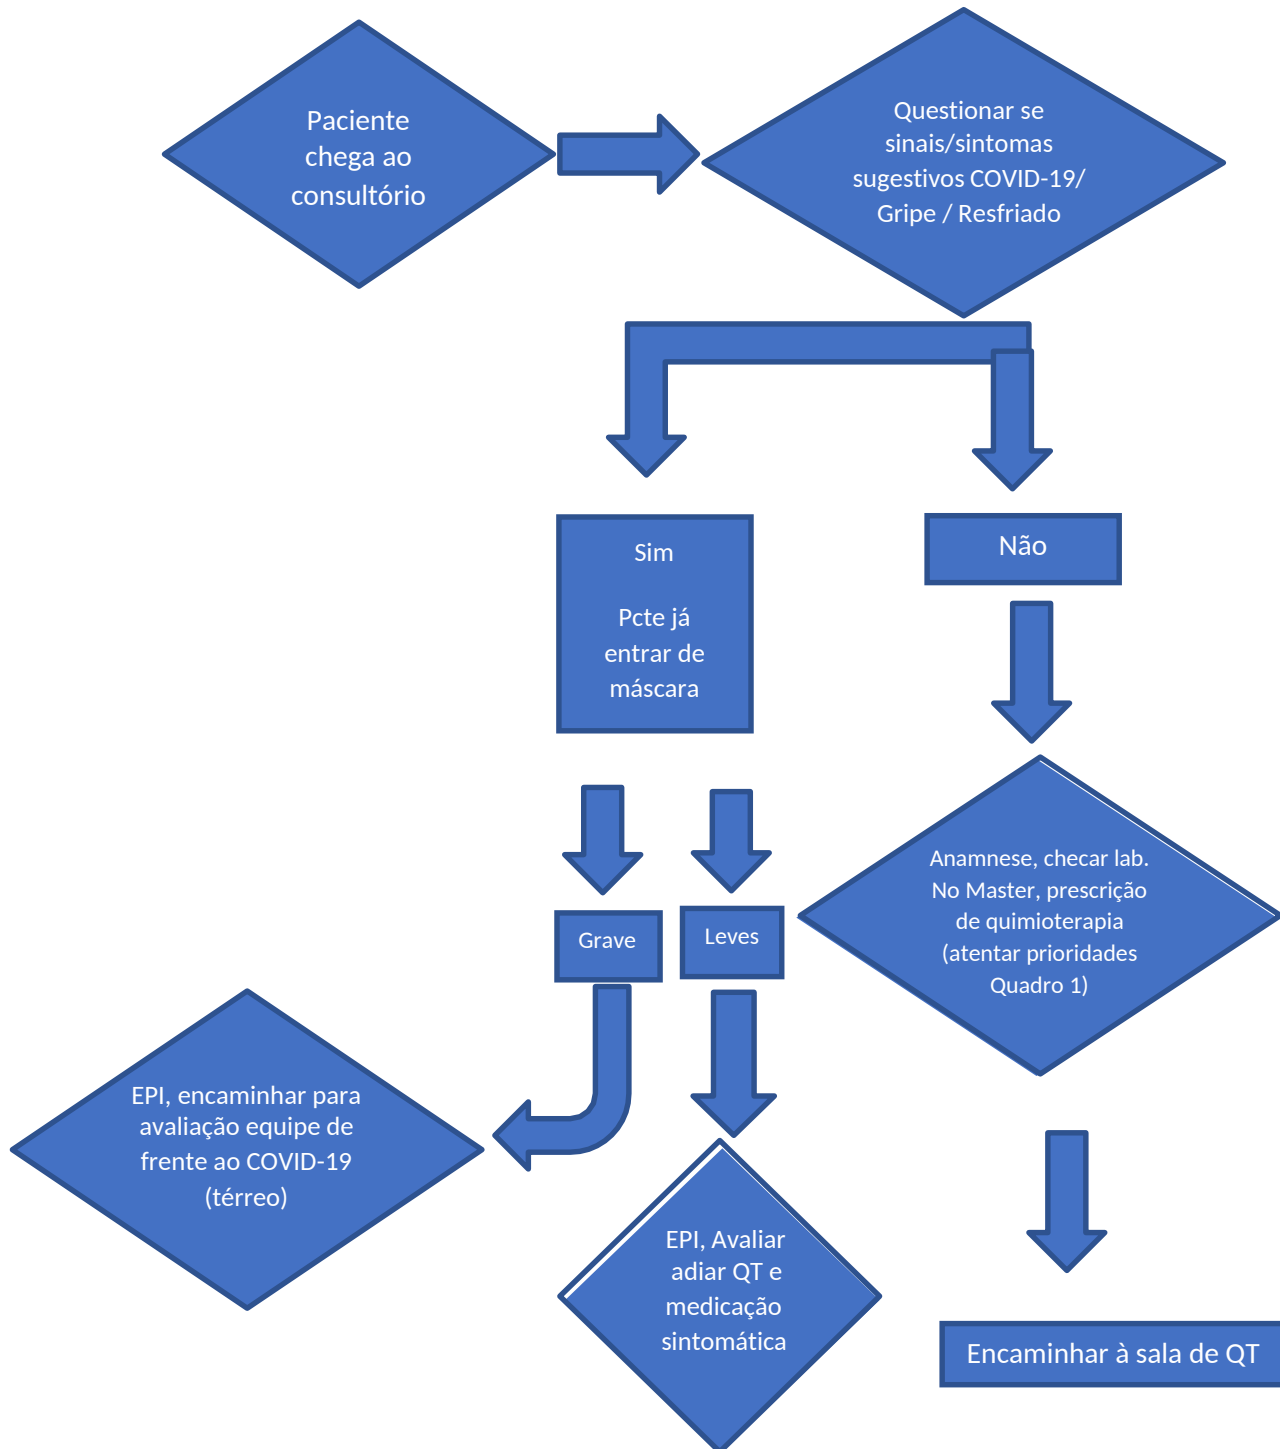 Paciente
chega ao
consultório
Questionar se
sinais/sintomas
sugestivos COVID-19/
Gripe / Resfriado
Sim
Pcte já
entrar de
máscara
Não
Grave
Leves
Anamnese, checar lab.
No Master, prescrição
de quimioterapia
(atentar prioridades
Quadro 1)
EPI, encaminhar para
avaliação equipe de
frente ao COVID-19
(térreo)
EPI, Avaliar
adiar QT e
medicação
sintomática
Encaminhar à sala de QT